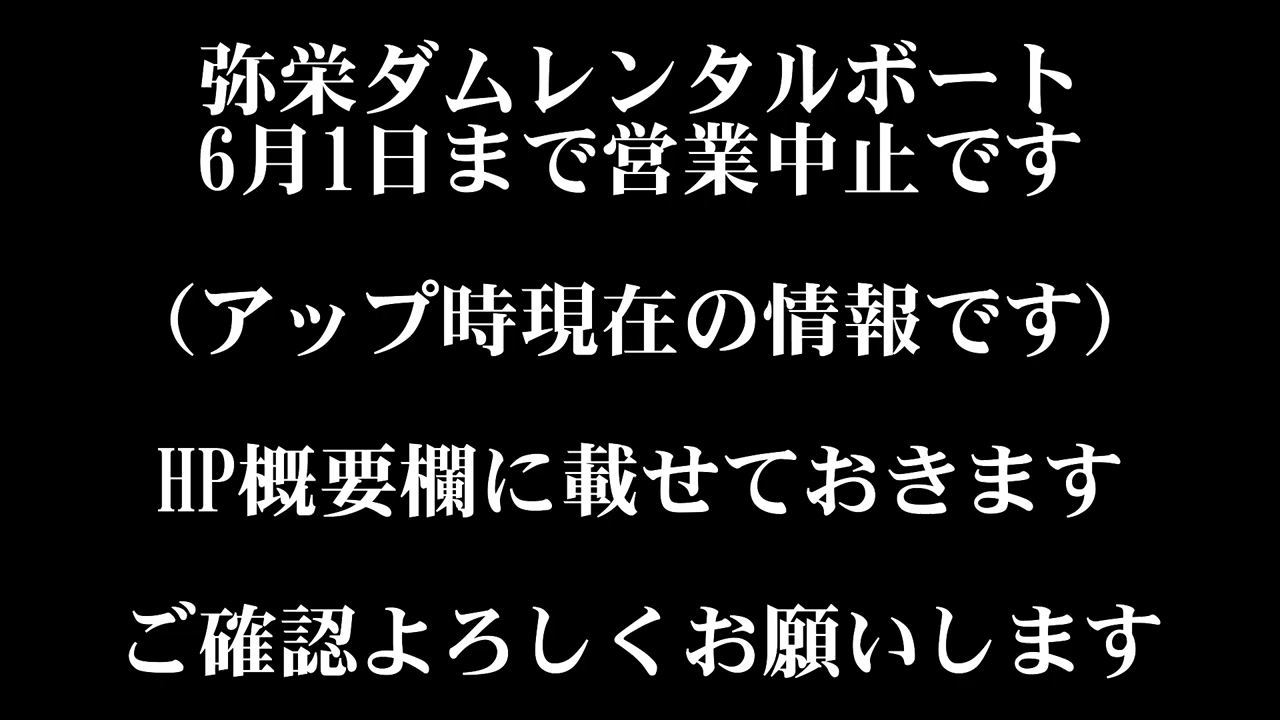 弥栄ダムレンタルボート
6月1日まで営業中止です
（アップ時現在の情報です）
HP概要欄に載せておきます
ご確認よろしくお願いします